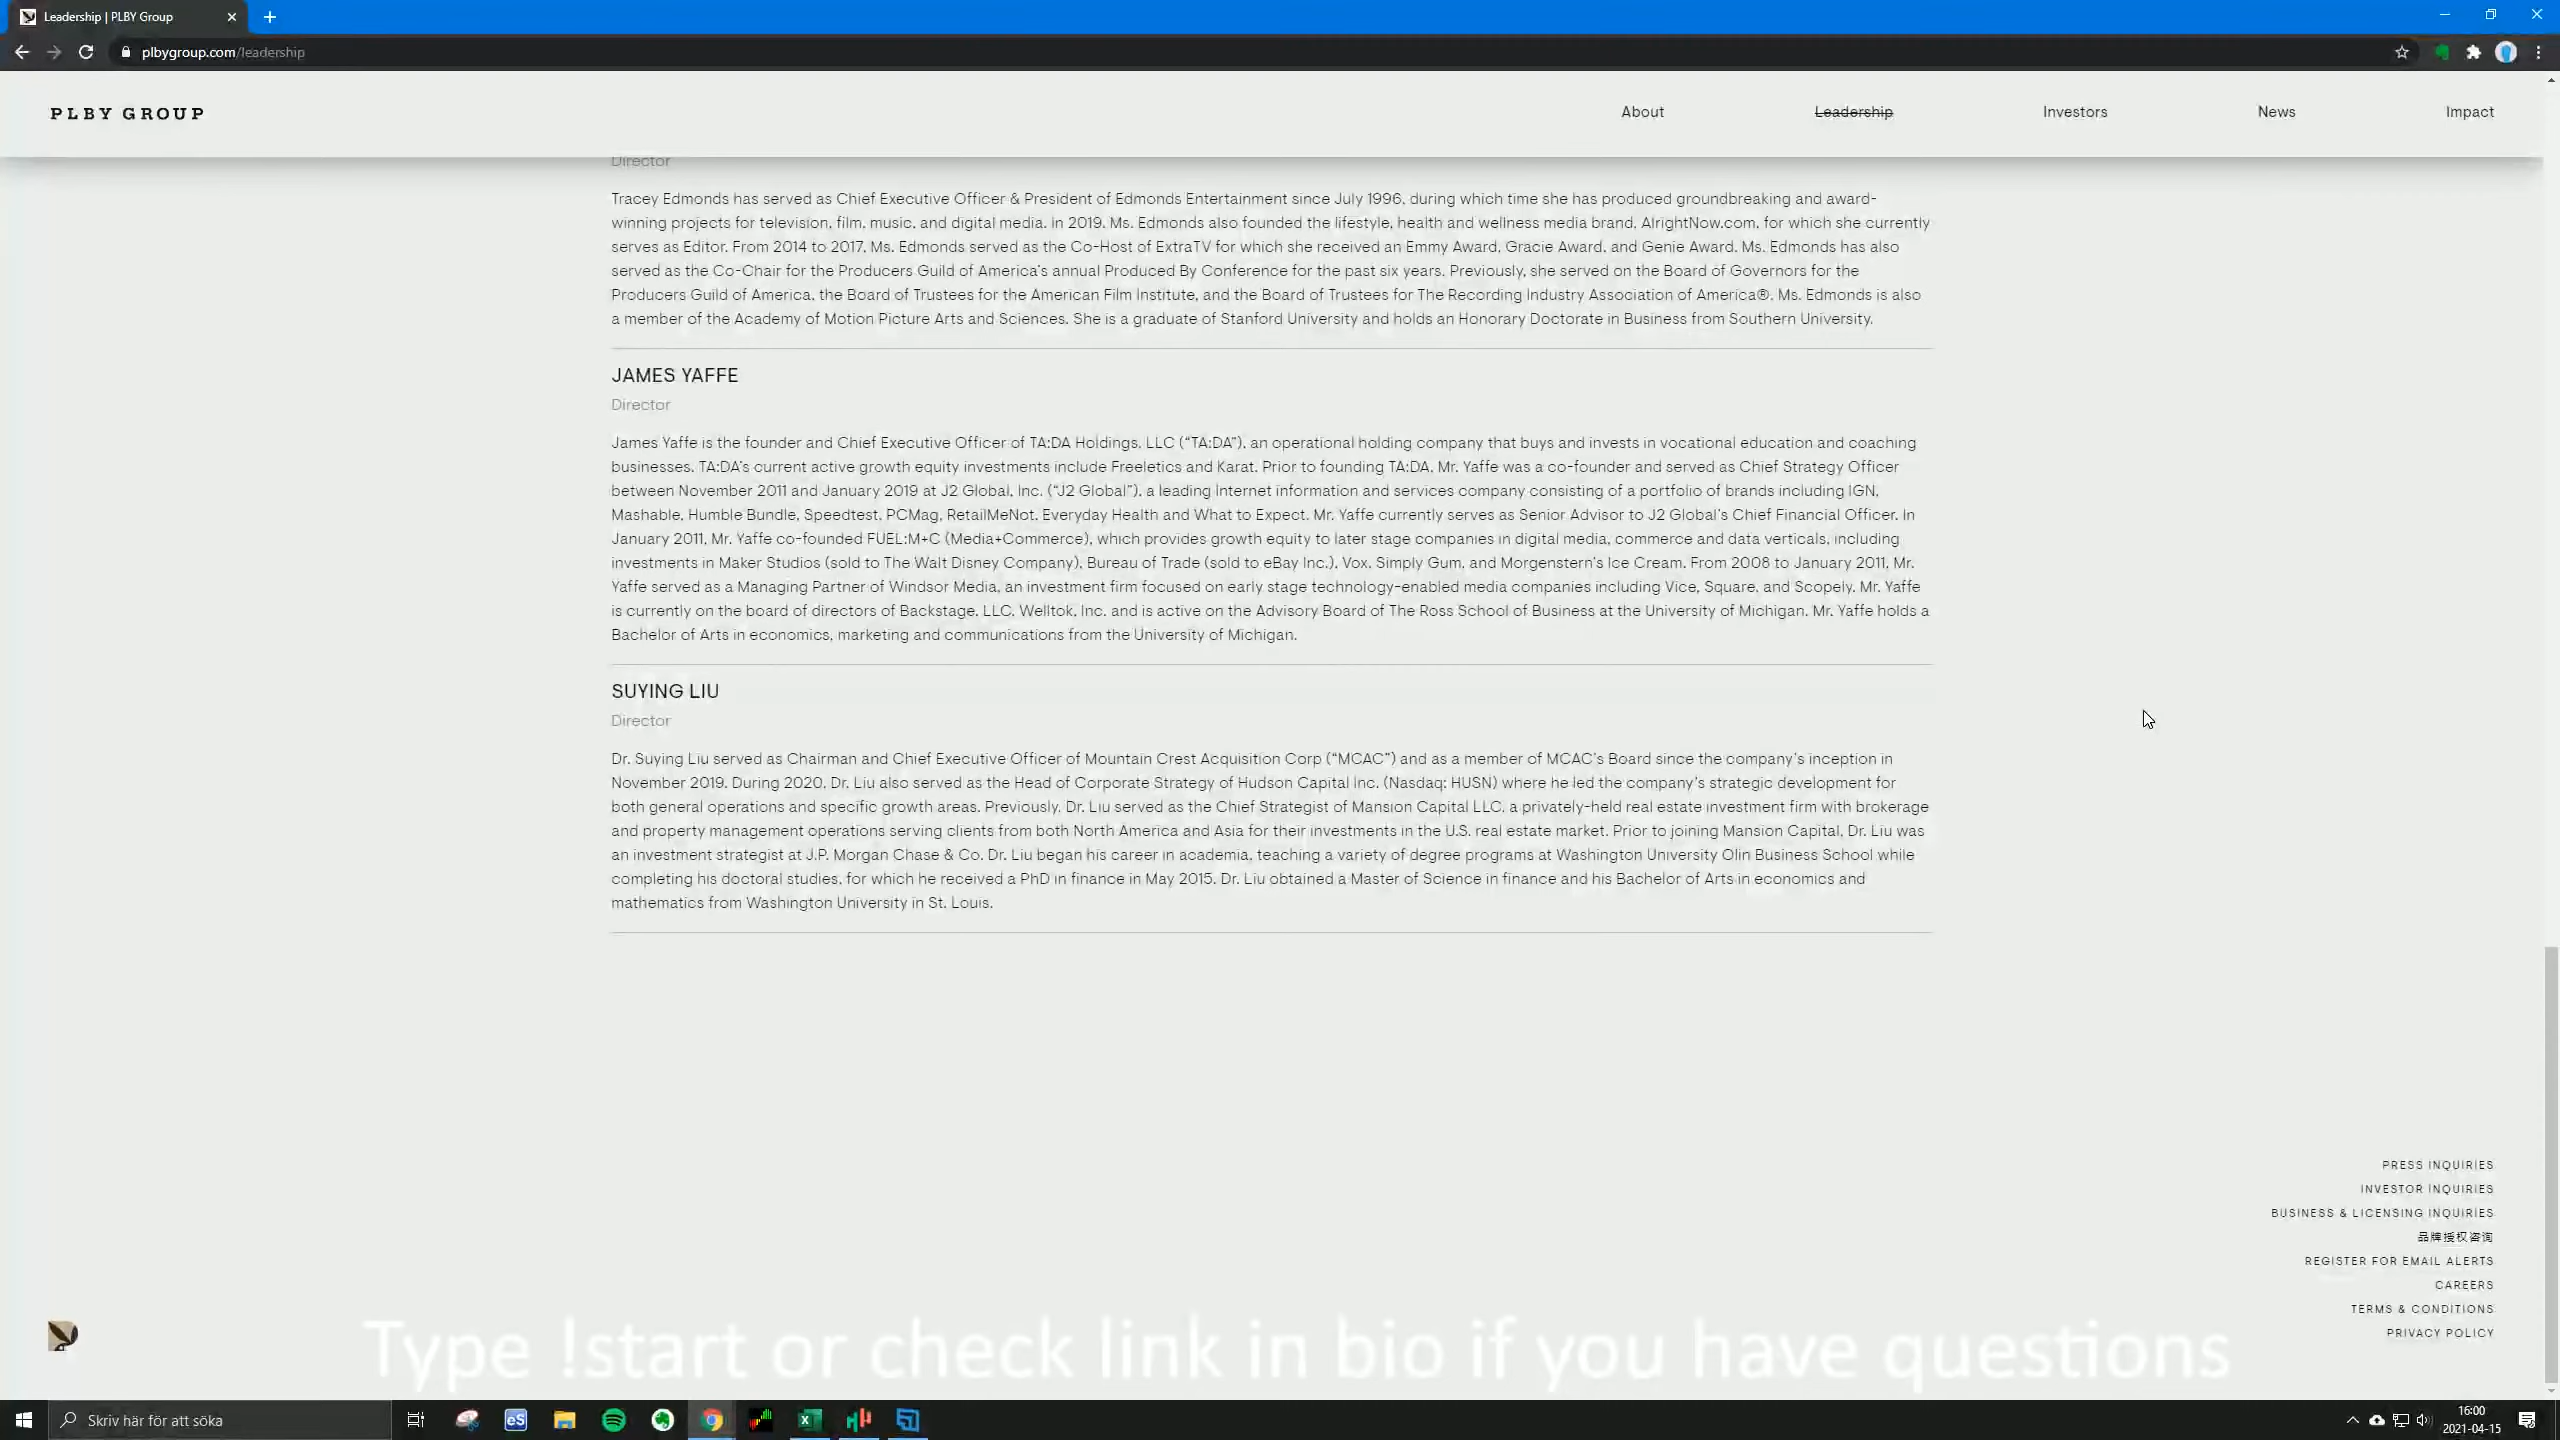 Leadership | PLBY Group
plbygroup.com/leadership
PLBY GROUP
About
Leadership
Investors
News
Impact
Director
Tracey Edmonds has served as Chief Executive Officer & President of Edmonds Entertainment since July 1996, during which time she has produced groundbreaking and award-
winning projects for television, film, music, and digital media. In 2019, Ms. Edmonds also founded the lifestyle, health and wellness media brand, AlrightNow.com, for which she currently
serves as Editor. From 2014 to 2017, Ms. Edmonds served as the Co-Host of ExtraTV for which she received an Emmy Award, Gracie Award, and Genie Award. Ms. Edmonds has also
served as the Co-Chair for the Producers Guild of America's annual Produced By Conference for the past six years. Previously, she served on the Board of Governors for the
Producers Guild of America, the Board of Trustees for the American Film Institute, and the Board of Trustees for The Recording Industry Association of America®. Ms. Edmonds is also
a member of the Academy of Motion Picture Arts and Sciences. She is a graduate of Stanford University and holds an Honorary Doctorate in Business from Southern University.
JAMES YAFFE
Director
James Yaffe is the founder and Chief Executive Officer of TA:DA Holdings, LLC (“TA:DA”), an operational holding company that buys and invests in vocational education and coaching
businesses. TA:DA's current active growth equity investments include Freeletics and Karat. Prior to founding TA:DA, Mr. Yaffe was a co-founder and served as Chief Strategy Officer
between November 2011 and January 2019 at J2 Global, Inc. (“J2 Global”), a leading Internet information and services company consisting of a portfolio of brands including IGN,
Mashable, Humble Bundle, Speedtest, PCMag, RetailMeNot, Everyday Health and What to Expect. Mr. Yaffe currently serves as Senior Advisor to J2 Global's Chief Financial Officer. In
January 2011, Mr. Yaffe co-founded FUEL:M+C (Media+Commerce), which provides growth equity to later stage companies in digital media, commerce and data verticals, including
investments in Maker Studios (sold to The Walt Disney Company), Bureau of Trade (sold to eBay Inc.), Vox, Simply Gum, and Morgenstern's Ice Cream. From 2008 to January 2011, Mr.
Yaffe served as a Managing Partner of Windsor Media, an investment firm focused on early stage technology-enabled media companies including Vice, Square, and Scopely. Mr. Yaffe
is currently on the board of directors of Backstage, LLC, Welltok, Inc. and is active on the Advisory Board of The Ross School of Business at the University of Michigan. Mr. Yaffe holds a
Bachelor of Arts in economics, marketing and communications from the University of Michigan.
SUYING LIU
Director
Dr. Suying Liu served as Chairman and Chief Executive Officer of Mountain Crest Acquisition Corp (“MCAC”) and as a member of MCAC's Board since the company's inception in
November 2019. During 2020, Dr. Liu also served as the Head of Corporate Strategy of Hudson Capital Inc. (Nasdaq: HUSN) where he led the company's strategic development for
both general operations and specific growth areas. Previously, Dr. Liu served as the Chief Strategist of Mansion Capital LLC, a privately-held real estate investment firm with brokerage
and property management operations serving clients from both North America and Asia for their investments in the U.S. real estate market. Prior to joining Mansion Capital, Dr. Liu was
an investment strategist at J.P. Morgan Chase & Co. Dr. Liu began his career in academia, teaching a variety of degree programs at Washington University Olin Business School while
completing his doctoral studies, for which he received a PhD in finance in May 2015. Dr. Liu obtained a Master of Science in finance and his Bachelor of Arts in economics and
mathematics from Washington University in St. Louis.
PRESS INQUIRIES
INVESTOR INQUIRIES
BUSINESS & LICENSING INQUIRIES
品牌授权咨询
REGISTER FOR EMAIL ALERTS
CAREERS
TERMS & CONDITIONS
PRIVACY POLICY
Type !start or check link in bio if you have questions
Skriv här för att söka
16:00
2021-04-15